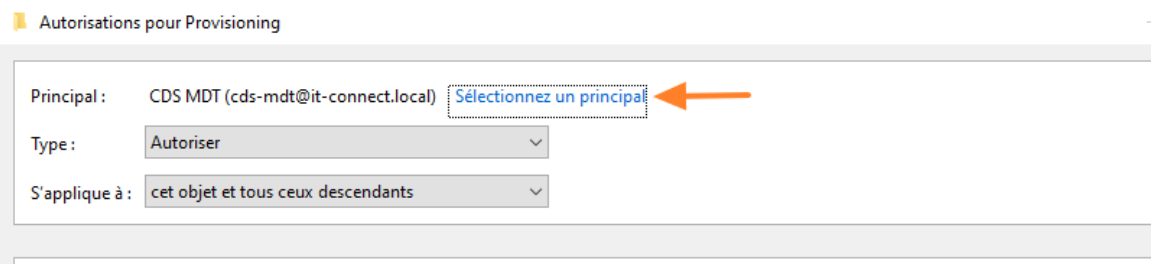 Autorisations pour Provisioning
Principal : CDS MDT (cds-mdt@it-connect.local) Sélectionnez un principal
Type : Autoriser
S'applique à : cet objet et tous ceux descendants